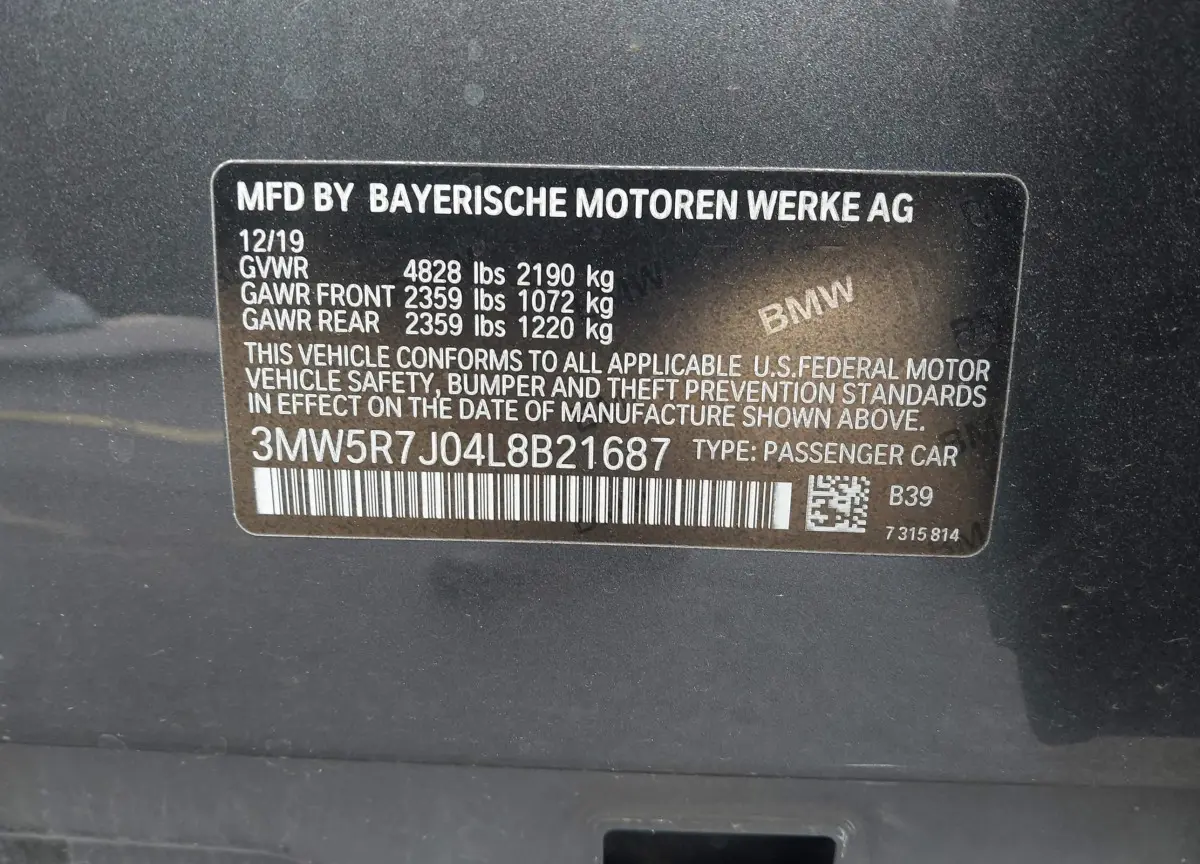 MFD BY BAYERISCHE MOTOREN WERKE AG
12/19
GVWR 4828 lbs 2190 kg
GAWR FRONT 2359 lbs 1072 kg
GAWR REAR 2359 lbs 1220 kg
BMW
THIS VEHICLE CONFORMS TO ALL APPLICABLE U.S.FEDERAL MOTOR
VEHICLE SAFETY, BUMPER AND THEFT PREVENTION STANDARDS
IN EFFECT ON THE DATE OF MANUFACTURE SHOWN ABOVE.
3MW5R7J04L8B21687 TYPE: PASSENGER CAR
B39
7 315 814